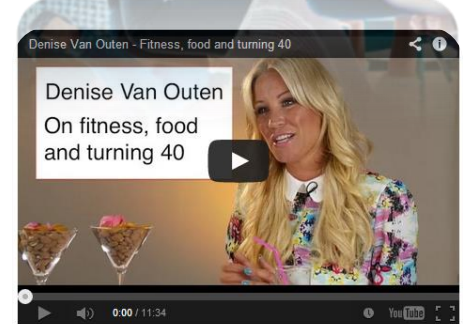 Denise Van Outen - Fitness, food and turning 40
Denise Van Outen
On fitness, food
and turning 40
0:00 / 11:34
YouTube